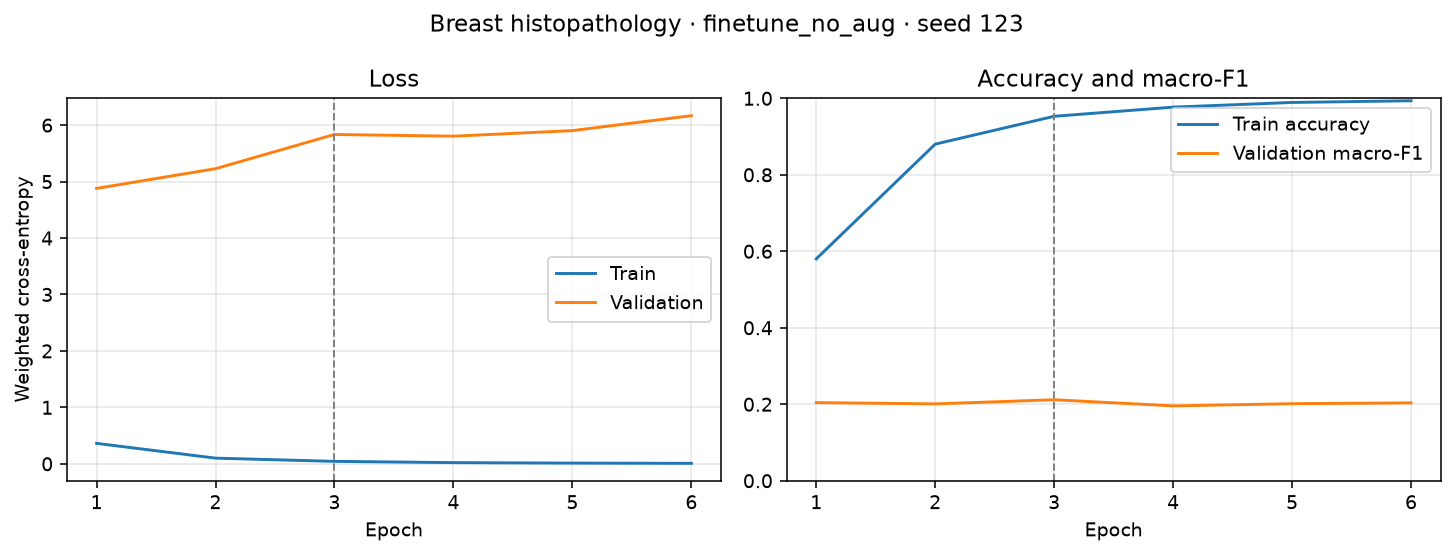 Breast histopathology · finetune_no_aug · seed 123
Loss
Weighted cross-entropy
6
5
4
3
2
1
0
Train
Validation
1 2 3 4 5 6
Epoch
Accuracy and macro-F1
1.0
0.8
0.6
0.4
0.2
0.0
Train accuracy
Validation macro-F1
1 2 3 4 5 6
Epoch